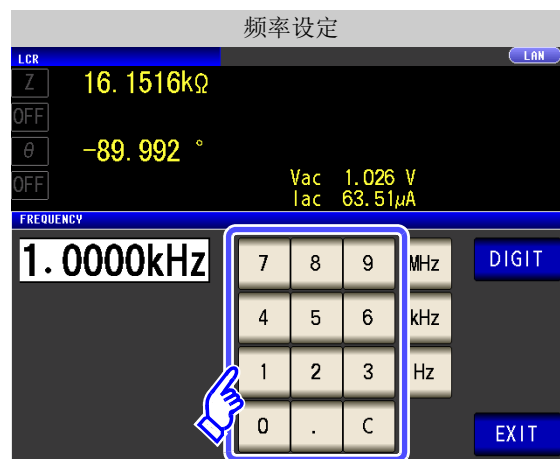 频率设定
LCR LAN
Z 16.1516kΩ
OFF
θ -89.992 °
OFF
Vac 1.026 V
Iac 63.51μA
FREQUENCY
1.0000kHz
7 8 9 MHz DIGIT
4 5 6 kHz
1 2 3 Hz
0 . C EXIT